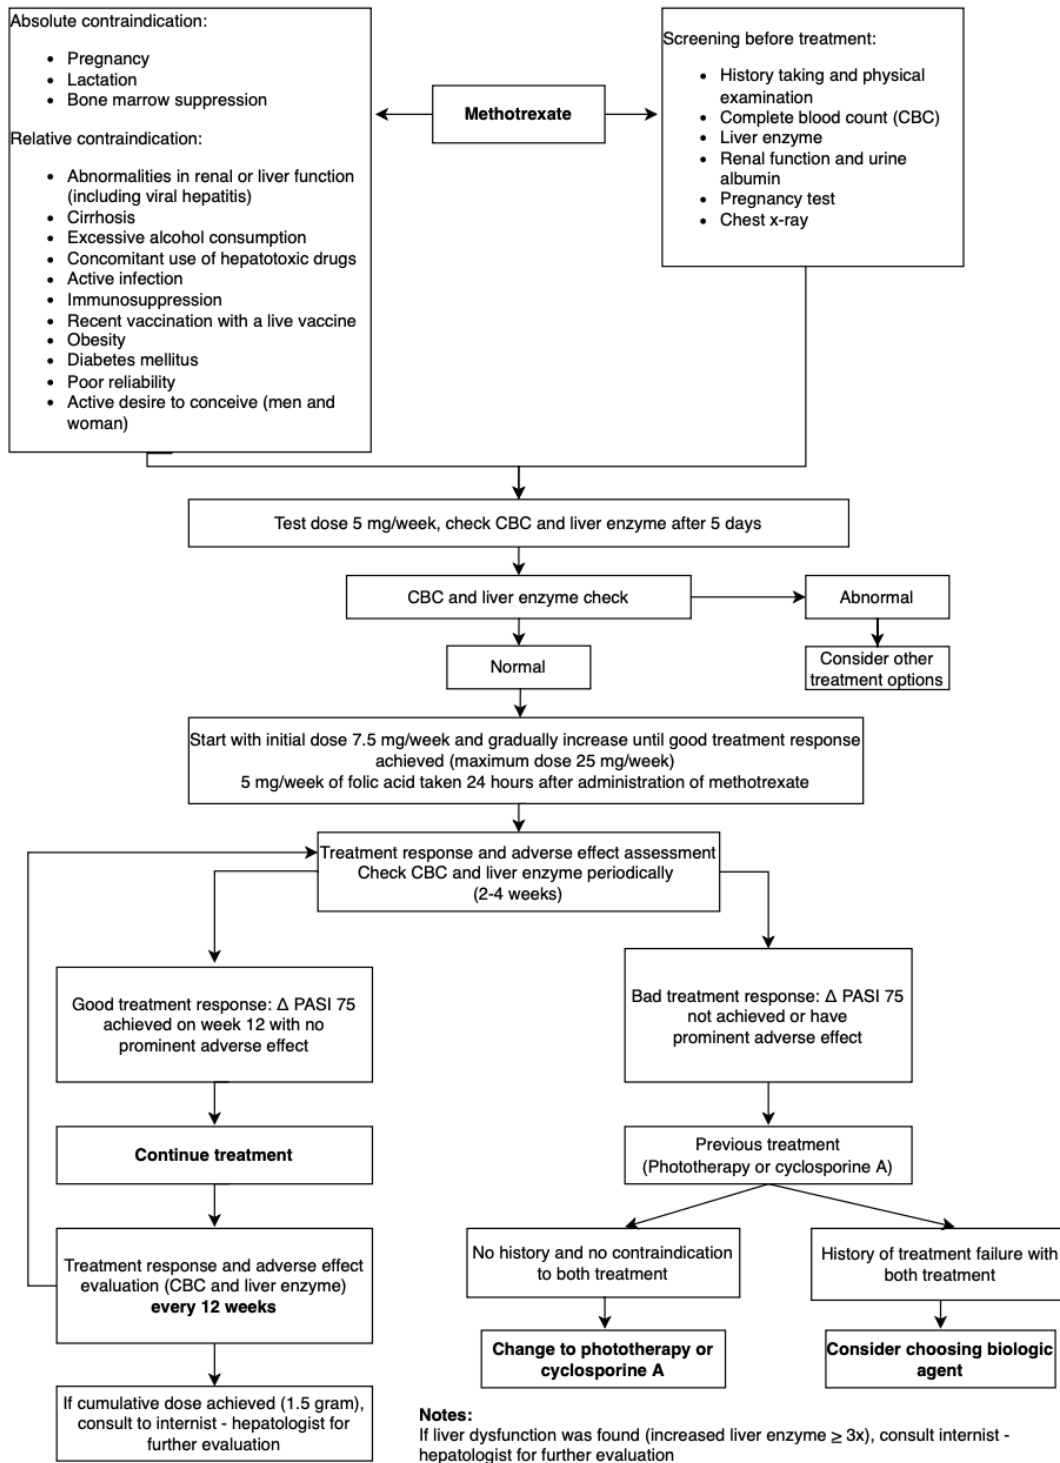 Absolute contraindication:
• Pregnancy
• Lactation
• Bone marrow suppression
Relative contraindication:
• Abnormalities in renal or liver function
(including viral hepatitis)
• Cirrhosis
• Excessive alcohol consumption
• Concomitant use of hepatotoxic drugs
• Active infection
• Immunosuppression
• Recent vaccination with a live vaccine
• Obesity
• Diabetes mellitus
• Poor reliability
• Active desire to conceive (men and
woman)
Methotrexate
Screening before treatment:
• History taking and physical
examination
• Complete blood count (CBC)
• Liver enzyme
• Renal function and urine
albumin
• Pregnancy test
• Chest x-ray
Test dose 5 mg/week, check CBC and liver enzyme after 5 days
CBC and liver enzyme check
Abnormal
Normal
Consider other
treatment options
Start with initial dose 7.5 mg/week and gradually increase until good treatment response
achieved (maximum dose 25 mg/week)
5 mg/week of folic acid taken 24 hours after administration of methotrexate
Treatment response and adverse effect assessment
Check CBC and liver enzyme periodically
(2-4 weeks)
Good treatment response: Δ PASI 75
achieved on week 12 with no
prominent adverse effect
Bad treatment response: Δ PASI 75
not achieved or have
prominent adverse effect
Continue treatment
Previous treatment
(Phototherapy or cyclosporine A)
Treatment response and adverse effect
evaluation (CBC and liver enzyme)
every 12 weeks
No history and no contraindication
to both treatment
History of treatment failure with
both treatment
Change to phototherapy or
cyclosporine A
Consider choosing biologic
agent
If cumulative dose achieved (1.5 gram),
consult to internist - hepatologist for
further evaluation
Notes:
If liver dysfunction was found (increased liver enzyme ≥ 3x), consult internist -
hepatologist for further evaluation